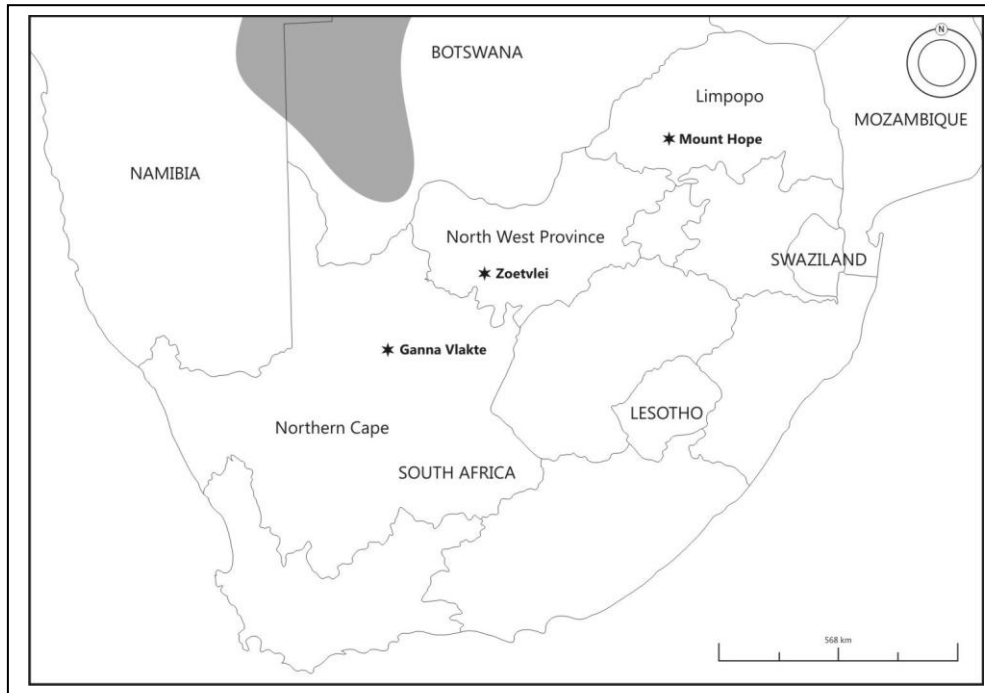 N
BOTSWANA
Limpopo
MOZAMBIQUE
Mount Hope
NAMIBIA
North West Province
SWAZILAND
Zoetvlei
Ganna Vlakte
LESOTHO
Northern Cape
SOUTH AFRICA
568 km